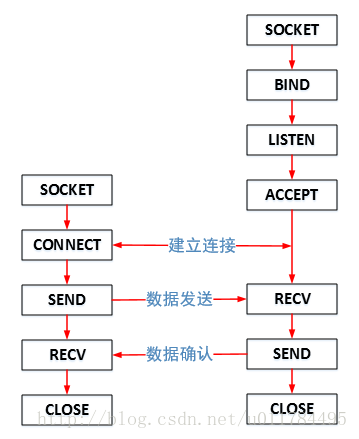 SOCKET
BIND
LISTEN
SOCKET
ACCEPT
CONNECT
建立连接
SEND
数据发送
RECV
RECV
数据确认
SEND
CLOSE
CLOSE
http://blog.csdn.net/u011784495